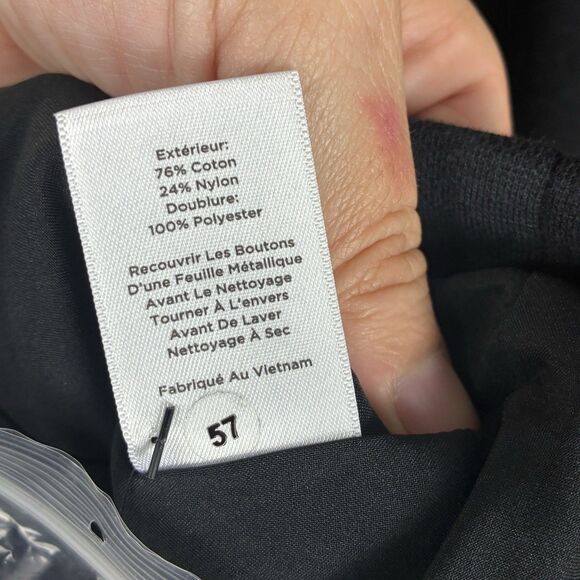 Extérieur:
76% Coton
24% Nylon
Doublure:
100% Polyester
Recouvrir Les Boutons
D'une Feuille Métallique
Avant Le Nettoyage
Tourner À L'envers
Avant De Laver
Nettoyage À Sec
Fabriqué Au Vietnam
57